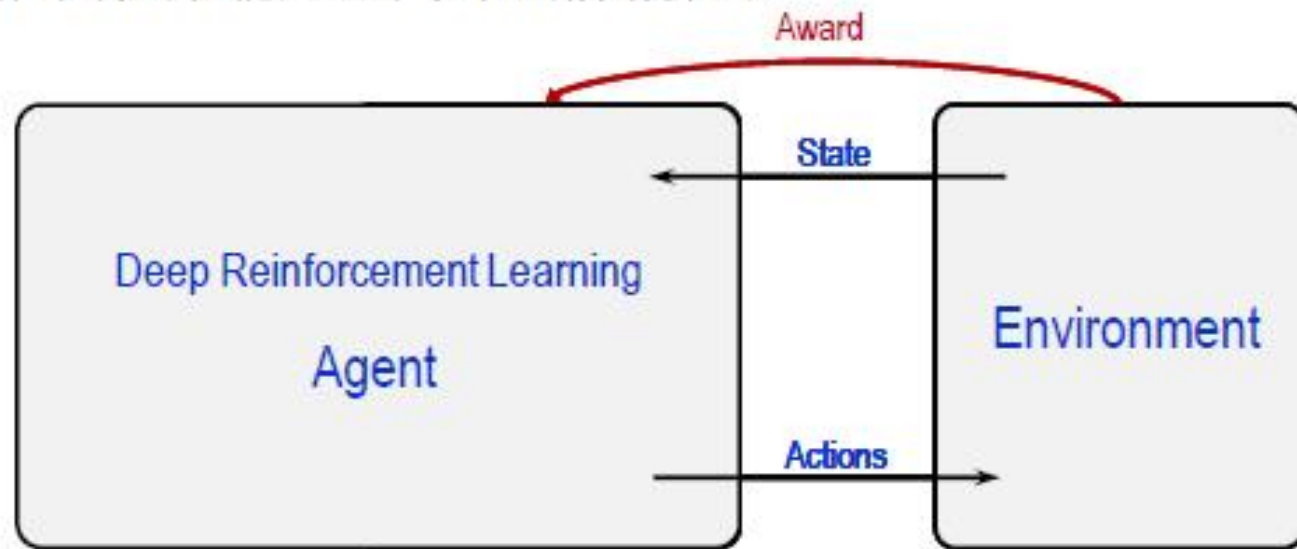 Award
State
Deep Reinforcement Learning
Agent
Environment
Actions